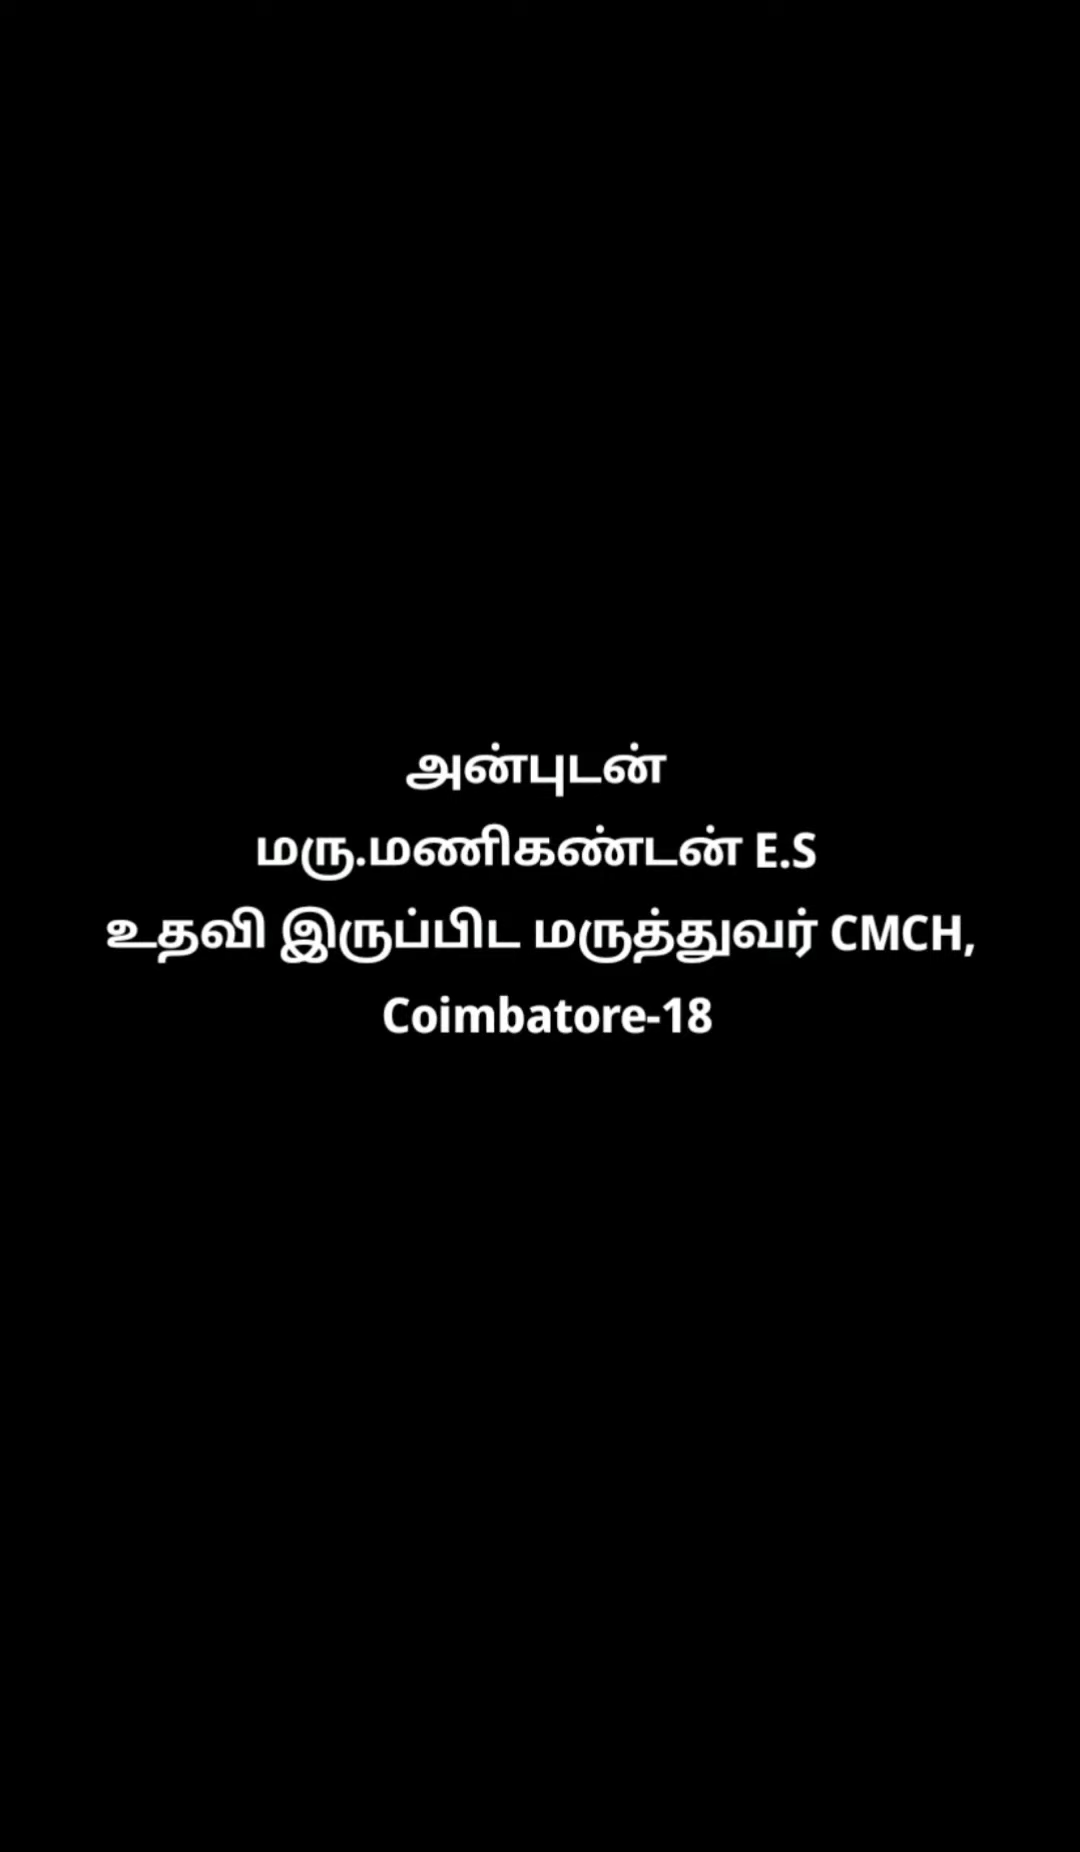 அன்புடன்
மரு.மணிகண்டன் E.S
உதவி இருப்பிட மருத்துவர் CMCH,
Coimbatore-18